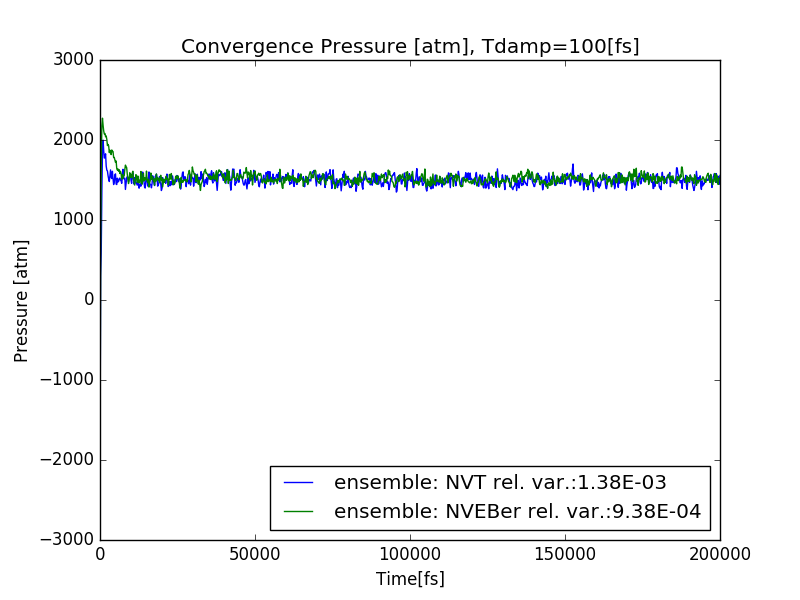 Convergence Pressure [atm], Tdamp=100[fs]
3000
2000
1000
0
−1000
−2000
−3000
Pressure [atm]
ensemble: NVT rel. var.:1.38E-03
ensemble: NVEBer rel. var.:9.38E-04
0 50000 100000 150000 200000
Time[fs]